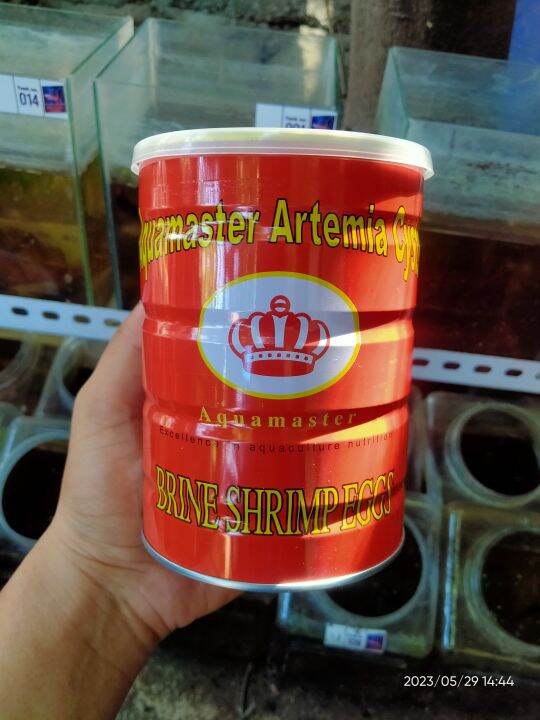 014
Aquamaster Artemia Cyst
Aquamaster
Excellence in aquaculture nutrition
BRINE SHRIMP EGGS
2023/05/29 14:44